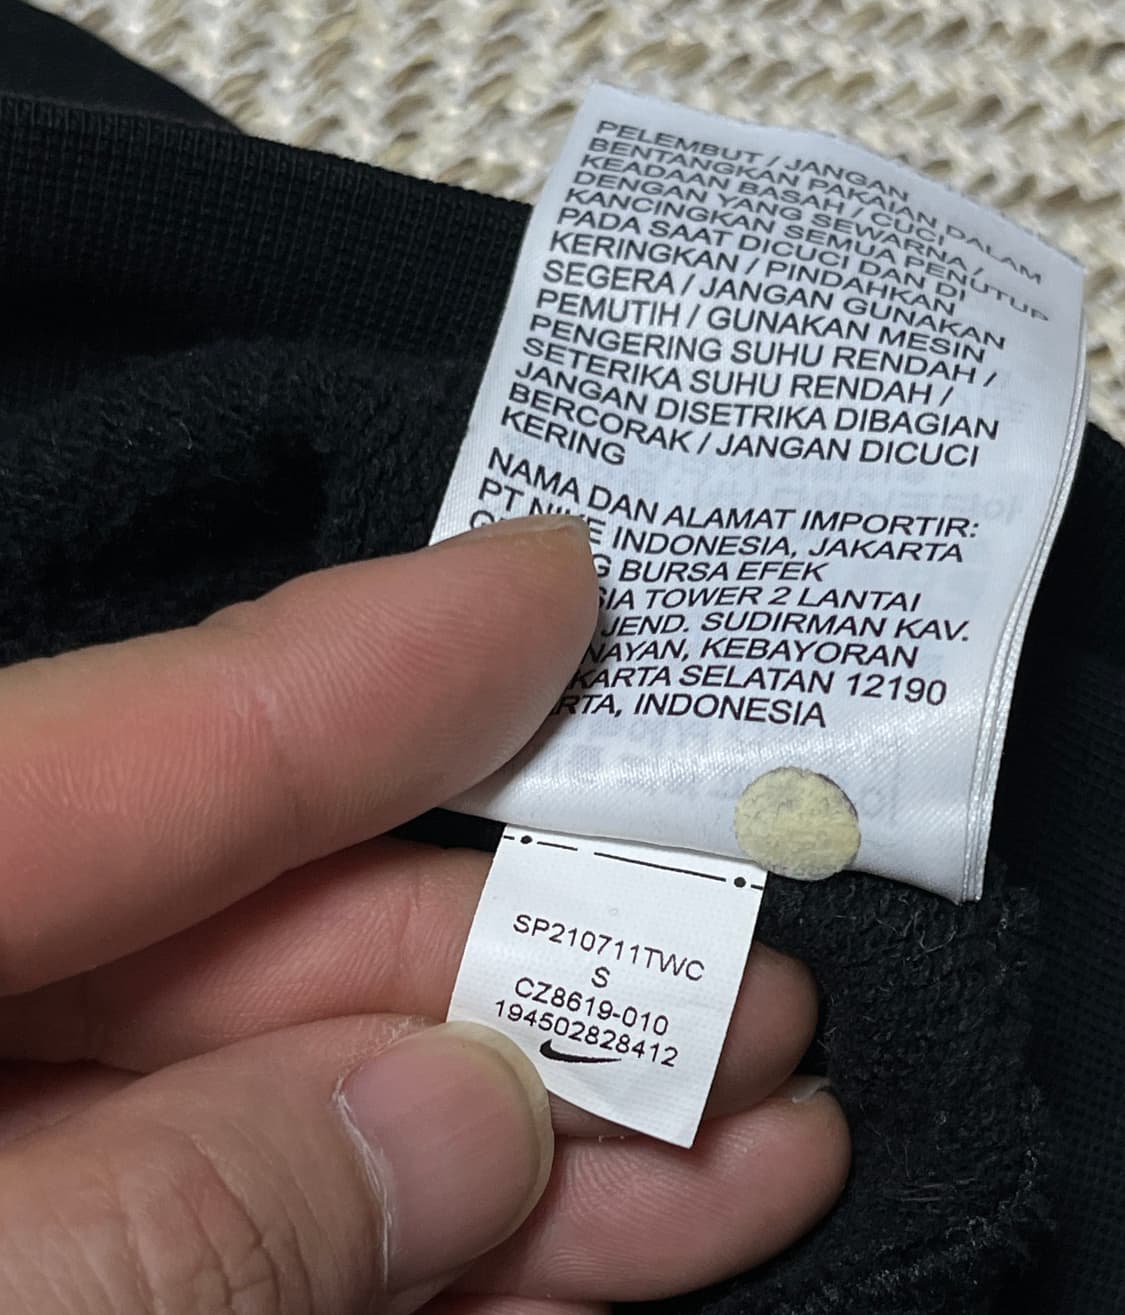 PELEMBUT / JANGAN
BENTANGKAN PAKAIAN DALAM
KEADAAN BASAH / CUCI
DENGAN YANG SEWARNA /
KANCINGKAN SEMUA PENUTUP
PADA SAAT DICUCI DAN DI
KERINGKAN / PINDAHKAN
SEGERA / JANGAN GUNAKAN
PEMUTIH / GUNAKAN MESIN
PENGERING SUHU RENDAH /
SETERIKA SUHU RENDAH /
JANGAN DISETRIKA DIBAGIAN
BERCORAK / JANGAN DICUCI
KERING
NAMA DAN ALAMAT IMPORTIR:
PT NIKE INDONESIA, JAKARTA
BURSA EFEK
TOWER 2 LANTAI
JEND. SUDIRMAN KAV.
KEBAYORAN
SELATAN 12190
INDONESIA
SP210711TWC
S
CZ8619-010
194502828412